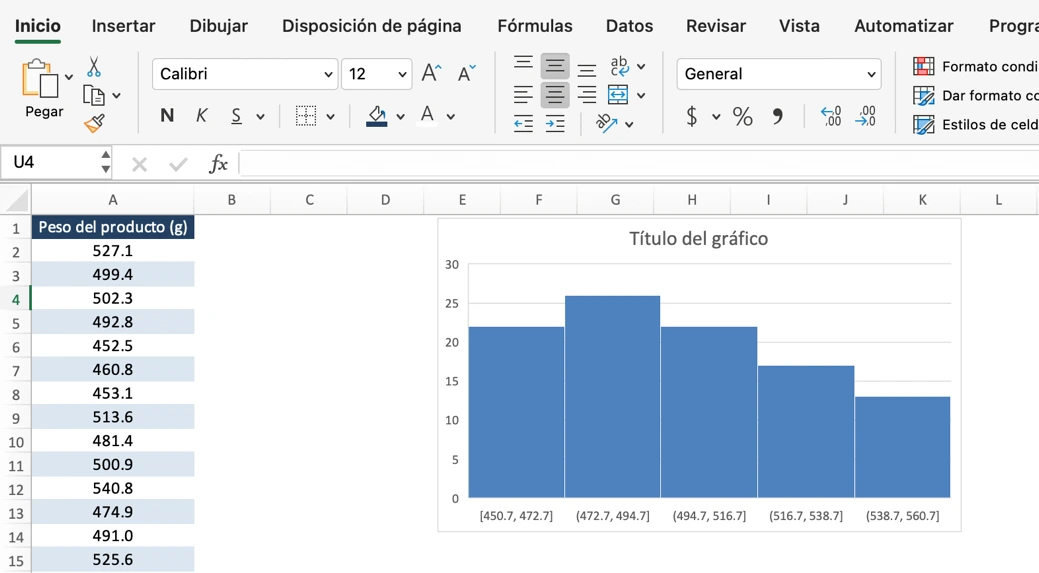 Inicio Insertar Dibujar Disposición de página Fórmulas Datos Revisar Vista Automatizar Progra
Pegar
Calibri 12
N K S A
ab
General
$ % ,
Formato condi
Dar formato co
Estilos de celd
U4 fx
A B C D E F G H I J K L
1 Peso del producto (g)
2 527.1
3 499.4
4 502.3
5 492.8
6 452.5
7 460.8
8 453.1
9 513.6
10 481.4
11 500.9
12 540.8
13 474.9
14 491.0
15 525.6
Título del gráfico
30
25
20
15
10
5
0
[450.7, 472.7] (472.7, 494.7] (494.7, 516.7] (516.7, 538.7] (538.7, 560.7]